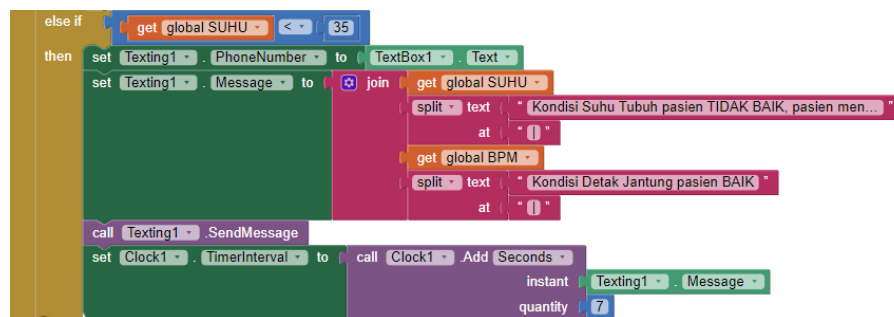 else if get global SUHU < 35
then set Texting1 . PhoneNumber to TextBox1 . Text
set Texting1 . Message to join get global SUHU
split text " Kondisi Suhu Tubuh pasien TIDAK BAIK, pasien men... "
at " | "
get global BPM
split text " Kondisi Detak Jantung pasien BAIK "
at " | "
call Texting1 .SendMessage
set Clock1 . TimerInterval to call Clock1 .Add Seconds
instant Texting1 . Message
quantity 7